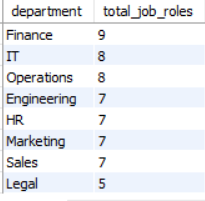 department total_job_roles
Finance 9
IT 8
Operations 8
Engineering 7
HR 7
Marketing 7
Sales 7
Legal 5